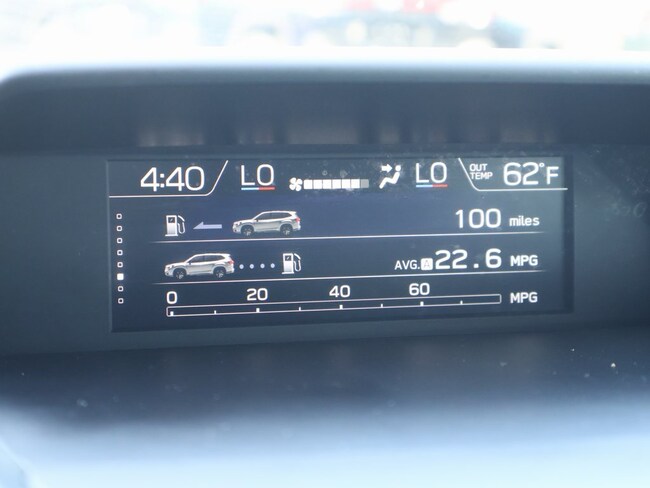 4:40 LO LO OUT TEMP 62°F
100 miles
AVG. A 22.6 MPG
0 20 40 60 MPG